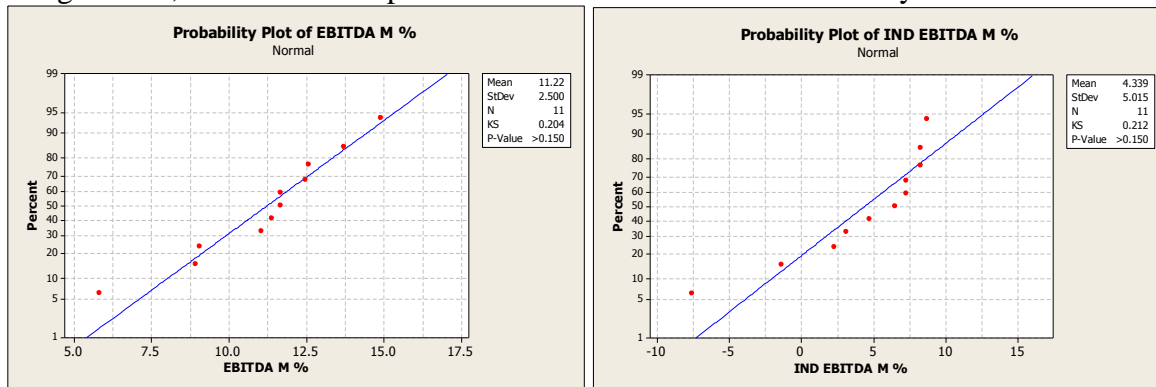 Probability Plot of EBITDA M %
Normal
99
95
90
80
70
60
50
40
30
20
10
5
1
Percent
5.0 7.5 10.0 12.5 15.0 17.5
EBITDA M %
Mean 11.22
StDev 2.500
N 11
KS 0.204
P-Value >0.150
Probability Plot of IND EBITDA M %
Normal
99
95
90
80
70
60
50
40
30
20
10
5
1
Percent
-10 -5 0 5 10 15
IND EBITDA M %
Mean 4.339
StDev 5.015
N 11
KS 0.212
P-Value >0.150